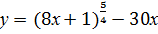 y = (8x + 1)^{5/4} − 30x